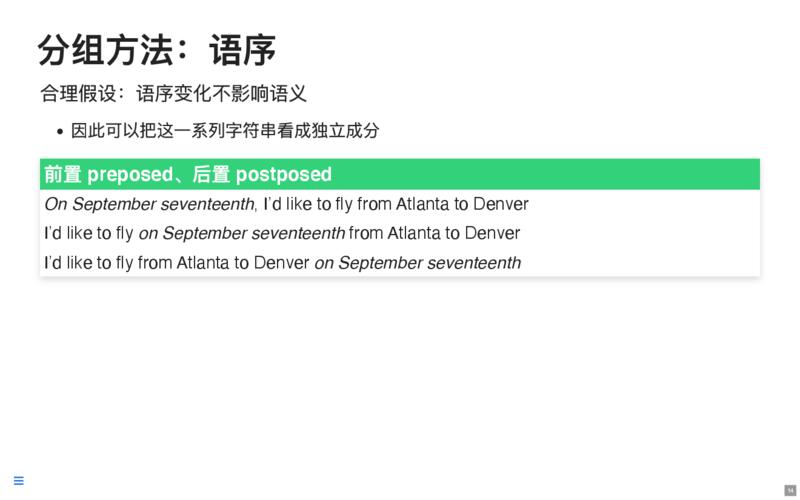 分组方法：语序
合理假设：语序变化不影响语义
• 因此可以把这一系列字符串看成独立成分
前置 preposed、后置 postposed
On September seventeenth, I'd like to fly from Atlanta to Denver
I'd like to fly on September seventeenth from Atlanta to Denver
I'd like to fly from Atlanta to Denver on September seventeenth
14